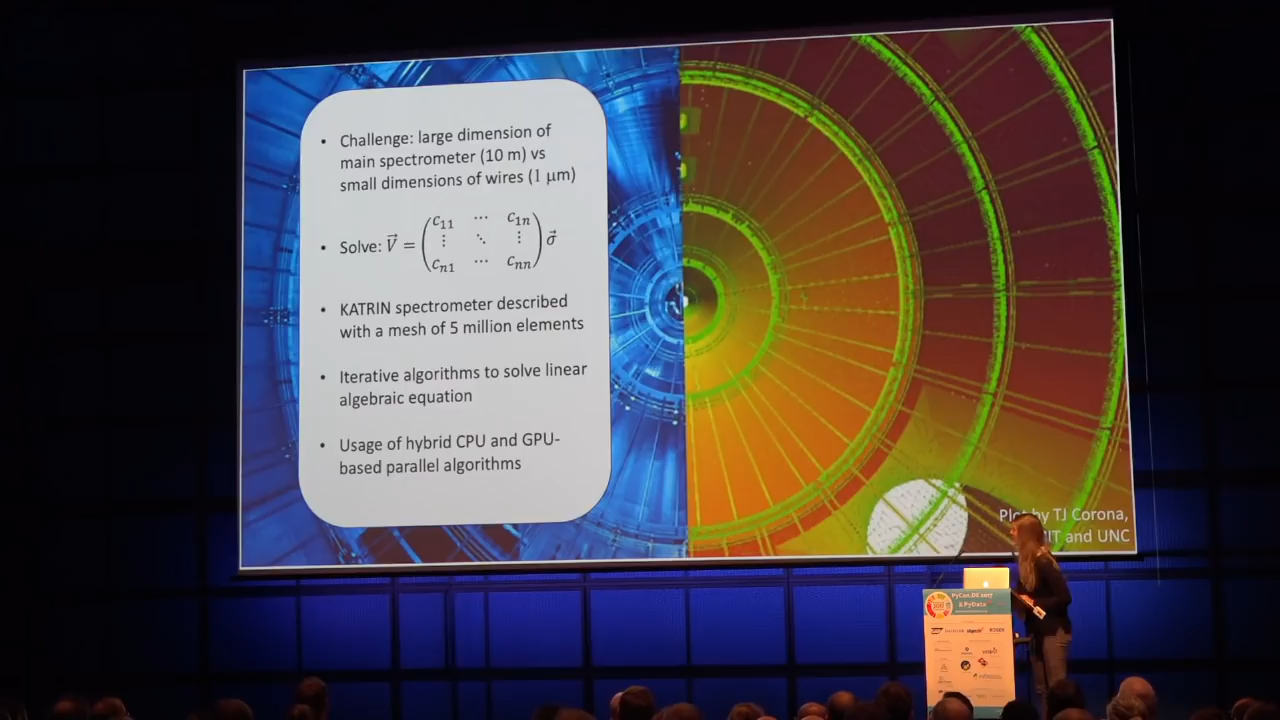 • Challenge: large dimension of
main spectrometer (10 m) vs
small dimensions of wires (1 μm)
• Solve: V⃗ = ( c₁₁ ⋯ c₁ₙ
⋮ ⋱ ⋮
cₙ₁ ⋯ cₙₙ ) σ⃗
• KATRIN spectrometer described
with a mesh of 5 million elements
• Iterative algorithms to solve linear
algebraic equation
• Usage of hybrid CPU and GPU-
based parallel algorithms
by TJ Corona,
and UNC
PyCon.DE 2017
& PyData